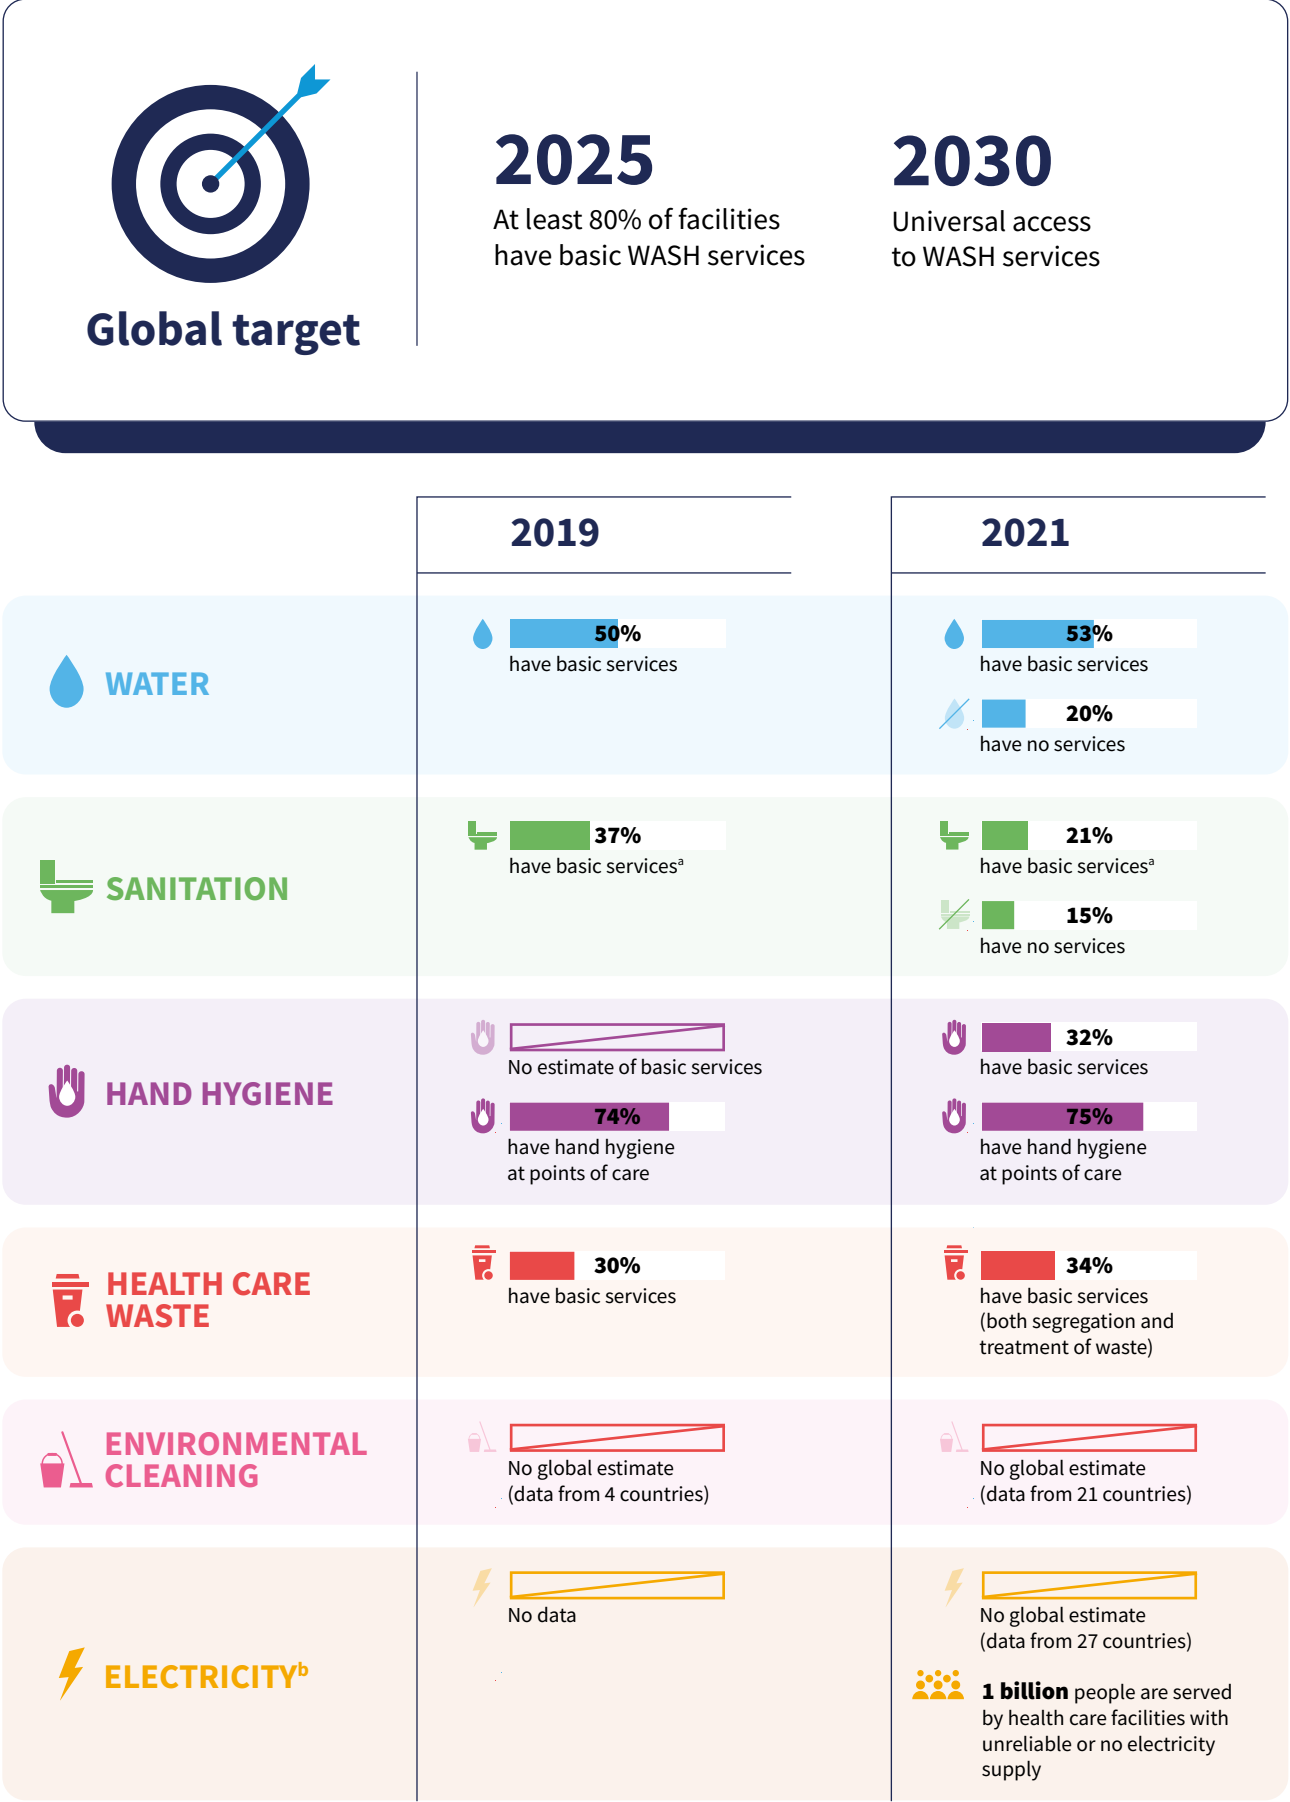 Global target
2025
At least 80% of facilities
have basic WASH services
2030
Universal access
to WASH services
2019
2021
WATER
50%
have basic services
53%
have basic services
20%
have no services
SANITATION
37%
have basic servicesᵃ
21%
have basic servicesᵃ
15%
have no services
HAND HYGIENE
No estimate of basic services
74%
have hand hygiene
at points of care
32%
have basic services
75%
have hand hygiene
at points of care
HEALTH CARE
WASTE
30%
have basic services
34%
have basic services
(both segregation and
treatment of waste)
ENVIRONMENTAL
CLEANING
No global estimate
(data from 4 countries)
No global estimate
(data from 21 countries)
ELECTRICITYᵇ
No data
No global estimate
(data from 27 countries)
1 billion people are served
by health care facilities with
unreliable or no electricity
supply